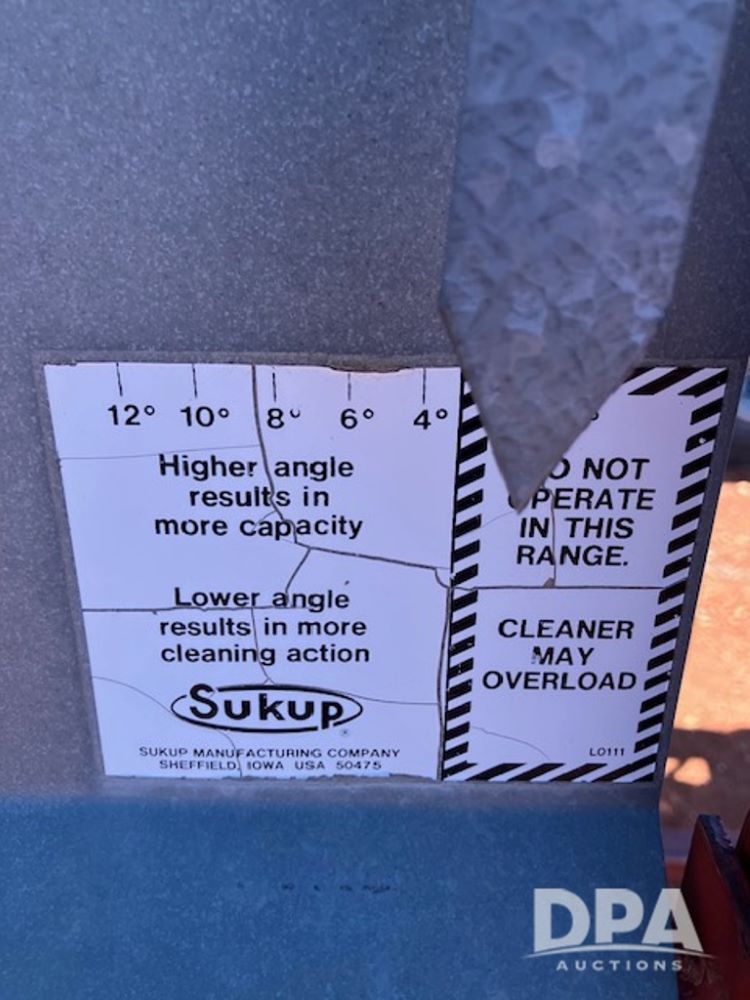 12° 10° 8° 6° 4°
Higher angle
results in
more capacity
Lower angle
results in more
cleaning action
Sukup
®
SUKUP MANUFACTURING COMPANY
SHEFFIELD, IOWA USA 50475
O NOT
PERATE
IN THIS
RANGE.
CLEANER
MAY
OVERLOAD
L0111
DPA
AUCTIONS